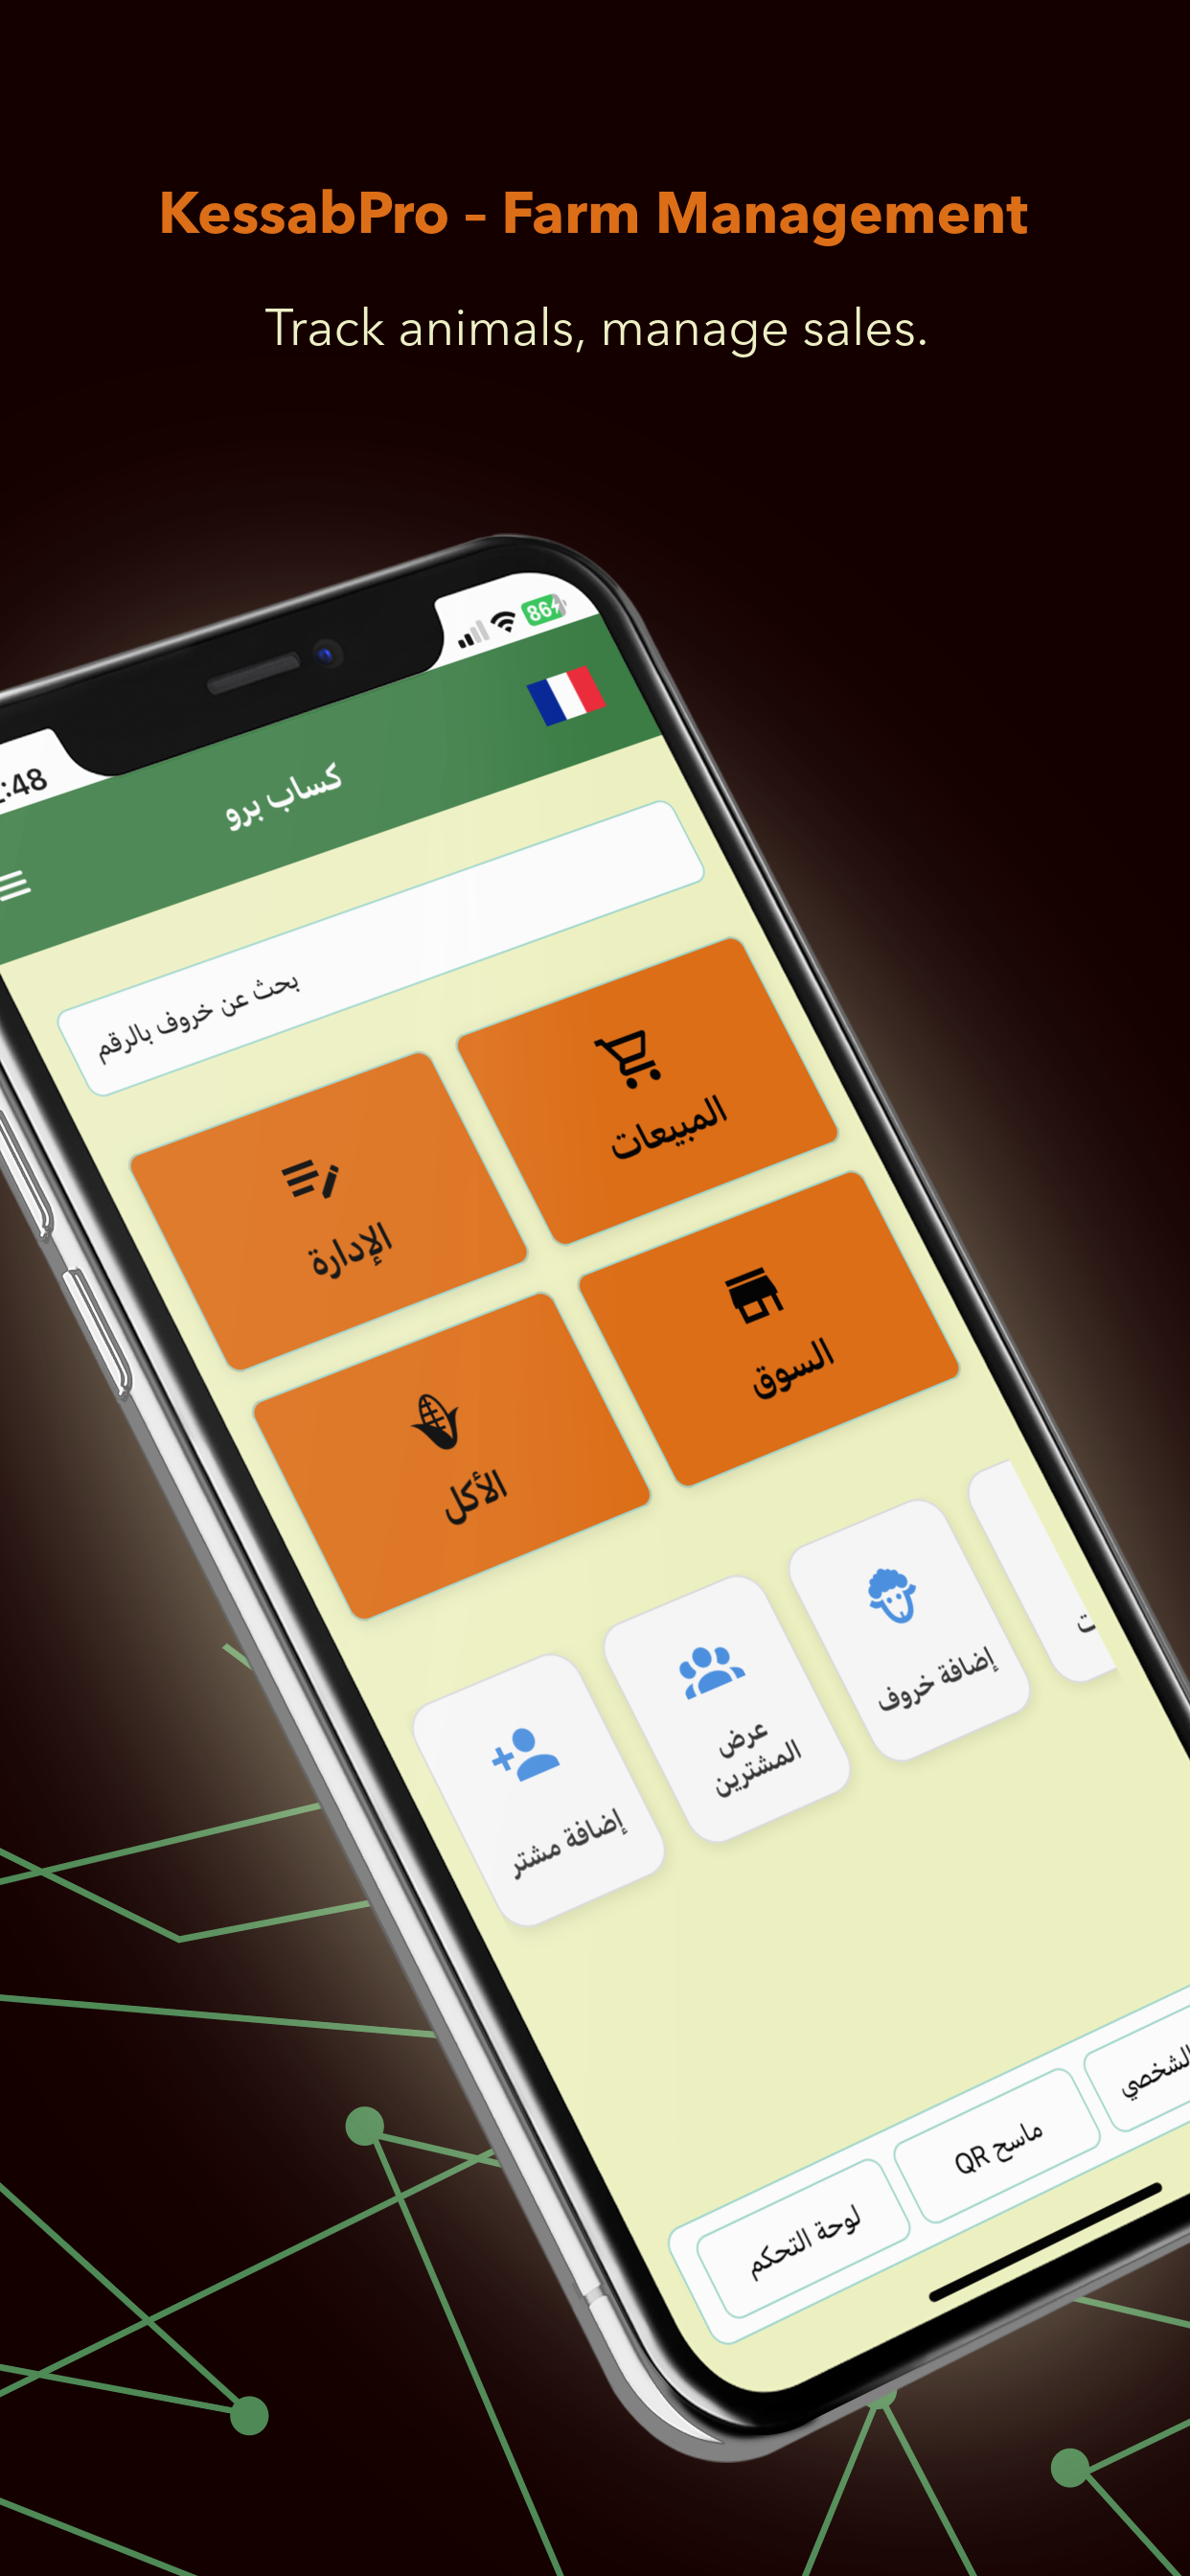 KessabPro – Farm Management
Track animals, manage sales.
:48
86
كساب برو
بحث عن خروف بالرقم
الإدارة
المبيعات
الأكل
السوق
إضافة مشتر
عرض
المشترين
إضافة خروف
لوحة التحكم
ماسح QR
الشخصي